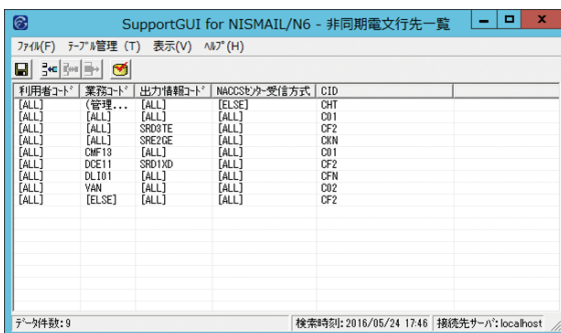 SupportGUI for NISMAIL/N6 - 非同期電文行先一覧
ﾌｧｲﾙ(F) ﾃｰﾌﾞﾙ管理 (T) 表示(V) ﾍﾙﾌﾟ(H)
利用者ｺｰﾄﾞ 業務ｺｰﾄﾞ 出力情報ｺｰﾄﾞ NACCSｾﾝﾀｰ受信方式 CID
[ALL] (管理... [ALL] [ELSE] CHT
[ALL] [ALL] [ALL] [ALL] C01
[ALL] [ALL] SRD8TE [ALL] CF2
[ALL] [ALL] SRE2GE [ALL] CKN
[ALL] CMF13 [ALL] [ALL] C01
[ALL] DCE11 SRD1XD [ALL] CF2
[ALL] DLI01 [ALL] [ALL] CFN
[ALL] VAN [ALL] [ALL] C02
[ALL] [ELSE] [ALL] [ALL] CF2
ﾃﾞｰﾀ件数: 9 検索時刻: 2016/05/24 17:46 接続先ｻｰﾊﾞ: localhost